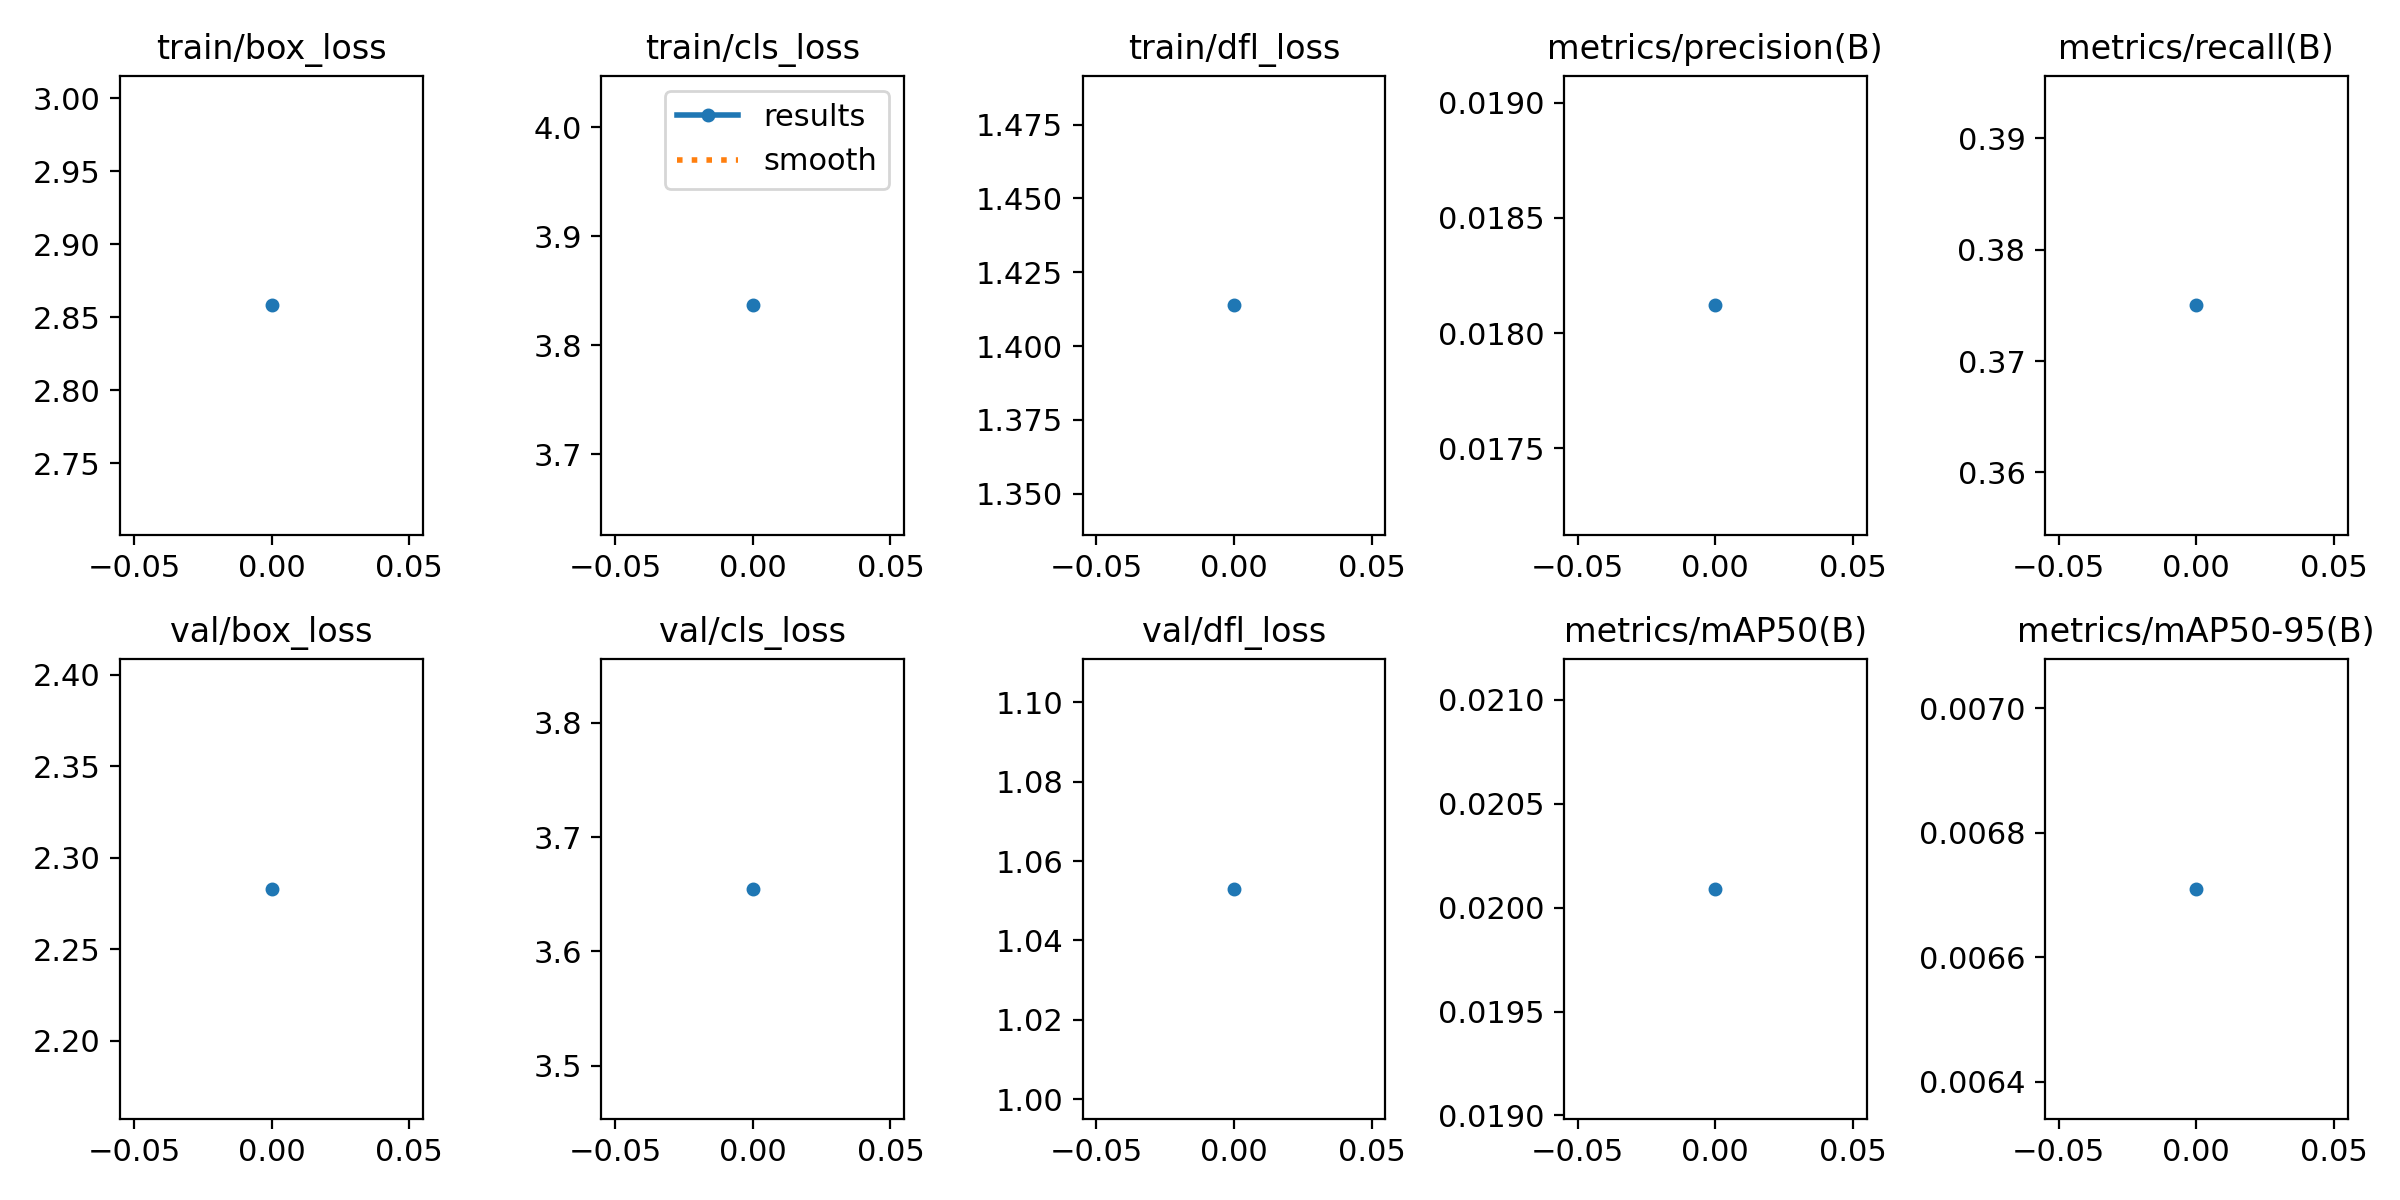 train/box_loss
3.00
2.95
2.90
2.85
2.80
2.75
−0.05 0.00 0.05
train/cls_loss
results
smooth
4.0
3.9
3.8
3.7
−0.05 0.00 0.05
train/dfl_loss
1.475
1.450
1.425
1.400
1.375
1.350
−0.05 0.00 0.05
metrics/precision(B)
0.0190
0.0185
0.0180
0.0175
−0.05 0.00 0.05
metrics/recall(B)
0.39
0.38
0.37
0.36
−0.05 0.00 0.05
val/box_loss
2.40
2.35
2.30
2.25
2.20
−0.05 0.00 0.05
val/cls_loss
3.8
3.7
3.6
3.5
−0.05 0.00 0.05
val/dfl_loss
1.10
1.08
1.06
1.04
1.02
1.00
−0.05 0.00 0.05
metrics/mAP50(B)
0.0210
0.0205
0.0200
0.0195
0.0190
−0.05 0.00 0.05
metrics/mAP50-95(B)
0.0070
0.0068
0.0066
0.0064
−0.05 0.00 0.05